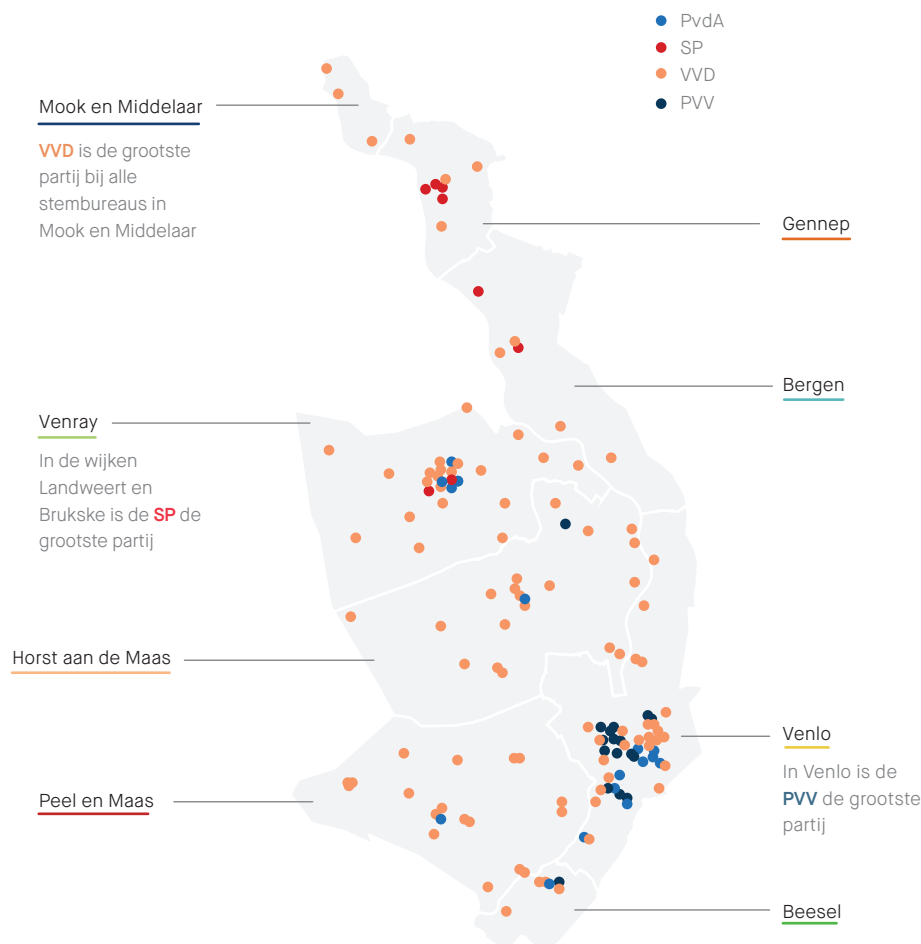 PvdA
SP
VVD
PVV
Mook en Middelaar
VVD is de grootste
partij bij alle
stembureaus in
Mook en Middelaar
Gennep
Bergen
Venray
In de wijken
Landweert en
Brukske is de SP de
grootste partij
Horst aan de Maas
Venlo
In Venlo is de
PVV de grootste
partij
Peel en Maas
Beesel